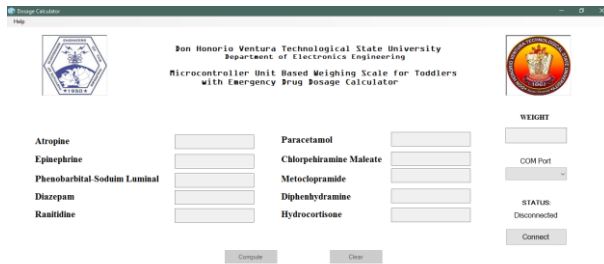 Dosage Calculator
Help
Don Honorio Ventura Technological State University
Department of Electronics Engineering
Microcontroller Unit Based Weighing Scale for Toddlers
with Emergency Drug Dosage Calculator
WEIGHT
Atropine
Paracetamol
Epinephrine
Chlorpehiramine Maleate
COM Port
Phenobarbital-Soduim Luminal
Metoclopramide
Diazepam
Diphenhydramine
STATUS:
Ranitidine
Hydrocortisone
Disconnected
Connect
Compute
Clear